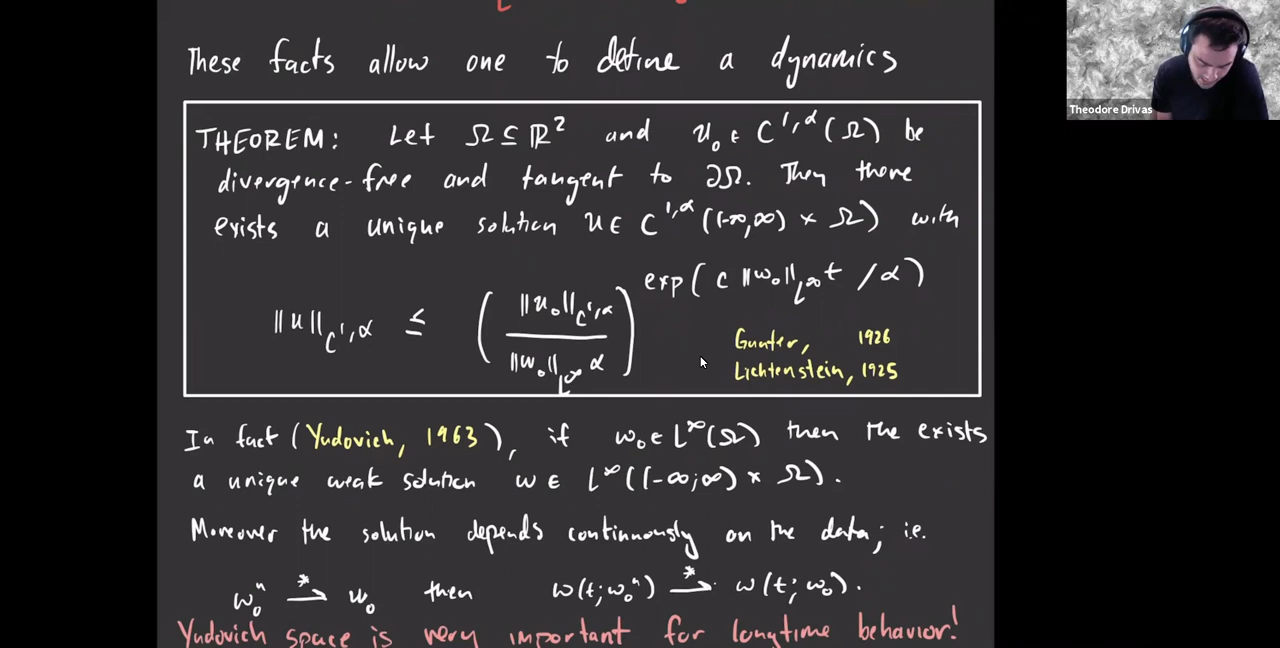 These facts allow one to define a dynamics
Theodore Drivas
THEOREM: Let Ω ⊆ ℝ² and u₀ ∈ C^{1,α}(Ω) be
divergence-free and tangent to ∂Ω. Then there
exists a unique solution u ∈ C^{1,α}((-∞,∞) × Ω) with
‖u‖_{C^{1,α}} ≤ ( ‖u₀‖_{C^{1,α}} / ‖ω₀‖_{L^∞} α )^{exp( C ‖ω₀‖_{L^∞} t / α )}
Gunter, 1926
Lichtenstein, 1925
In fact (Yudovich, 1963), if ω₀ ∈ L^∞(Ω) then the exists
a unique weak solution ω ∈ L^∞((-∞;∞) × Ω).
Moreover the solution depends continuously on the data; i.e.
ω₀ⁿ ⇀* ω₀ then ω(t;ω₀ⁿ) ⇀* ω(t;ω₀).
Yudovich space is very important for longtime behavior!